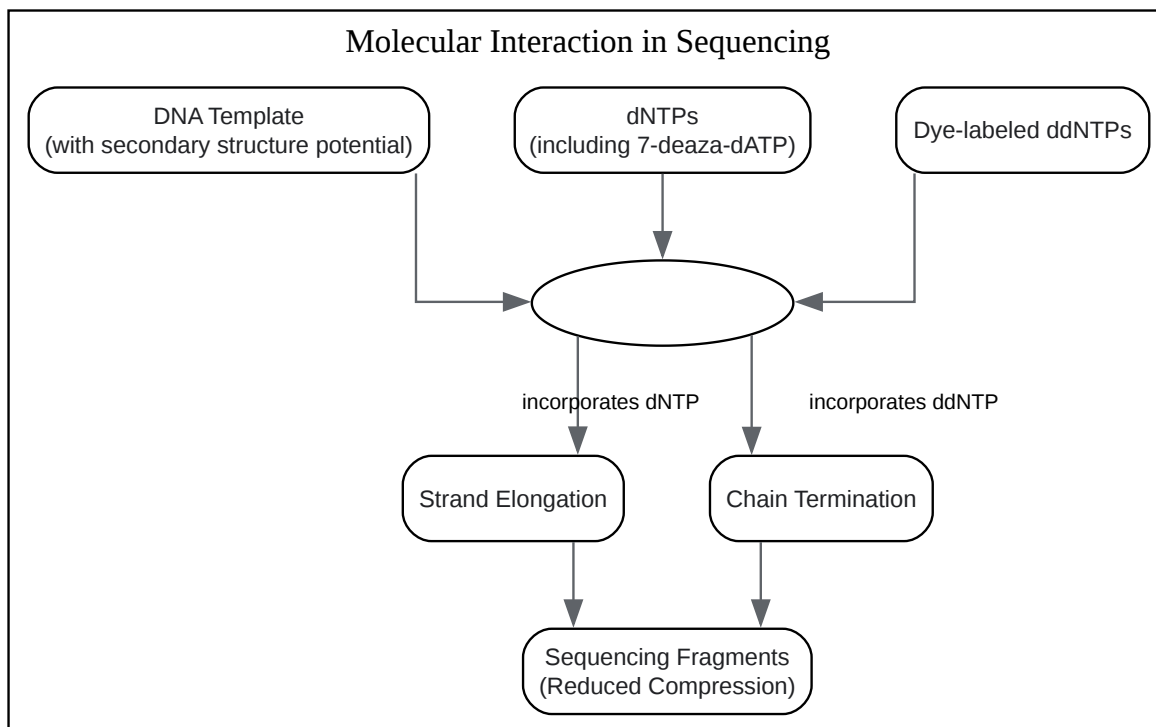 Molecular Interaction in Sequencing
DNA Template
(with secondary structure potential)
dNTPs
(including 7-deaza-dATP)
Dye-labeled ddNTPs
incorporates dNTP
incorporates ddNTP
Strand Elongation
Chain Termination
Sequencing Fragments
(Reduced Compression)